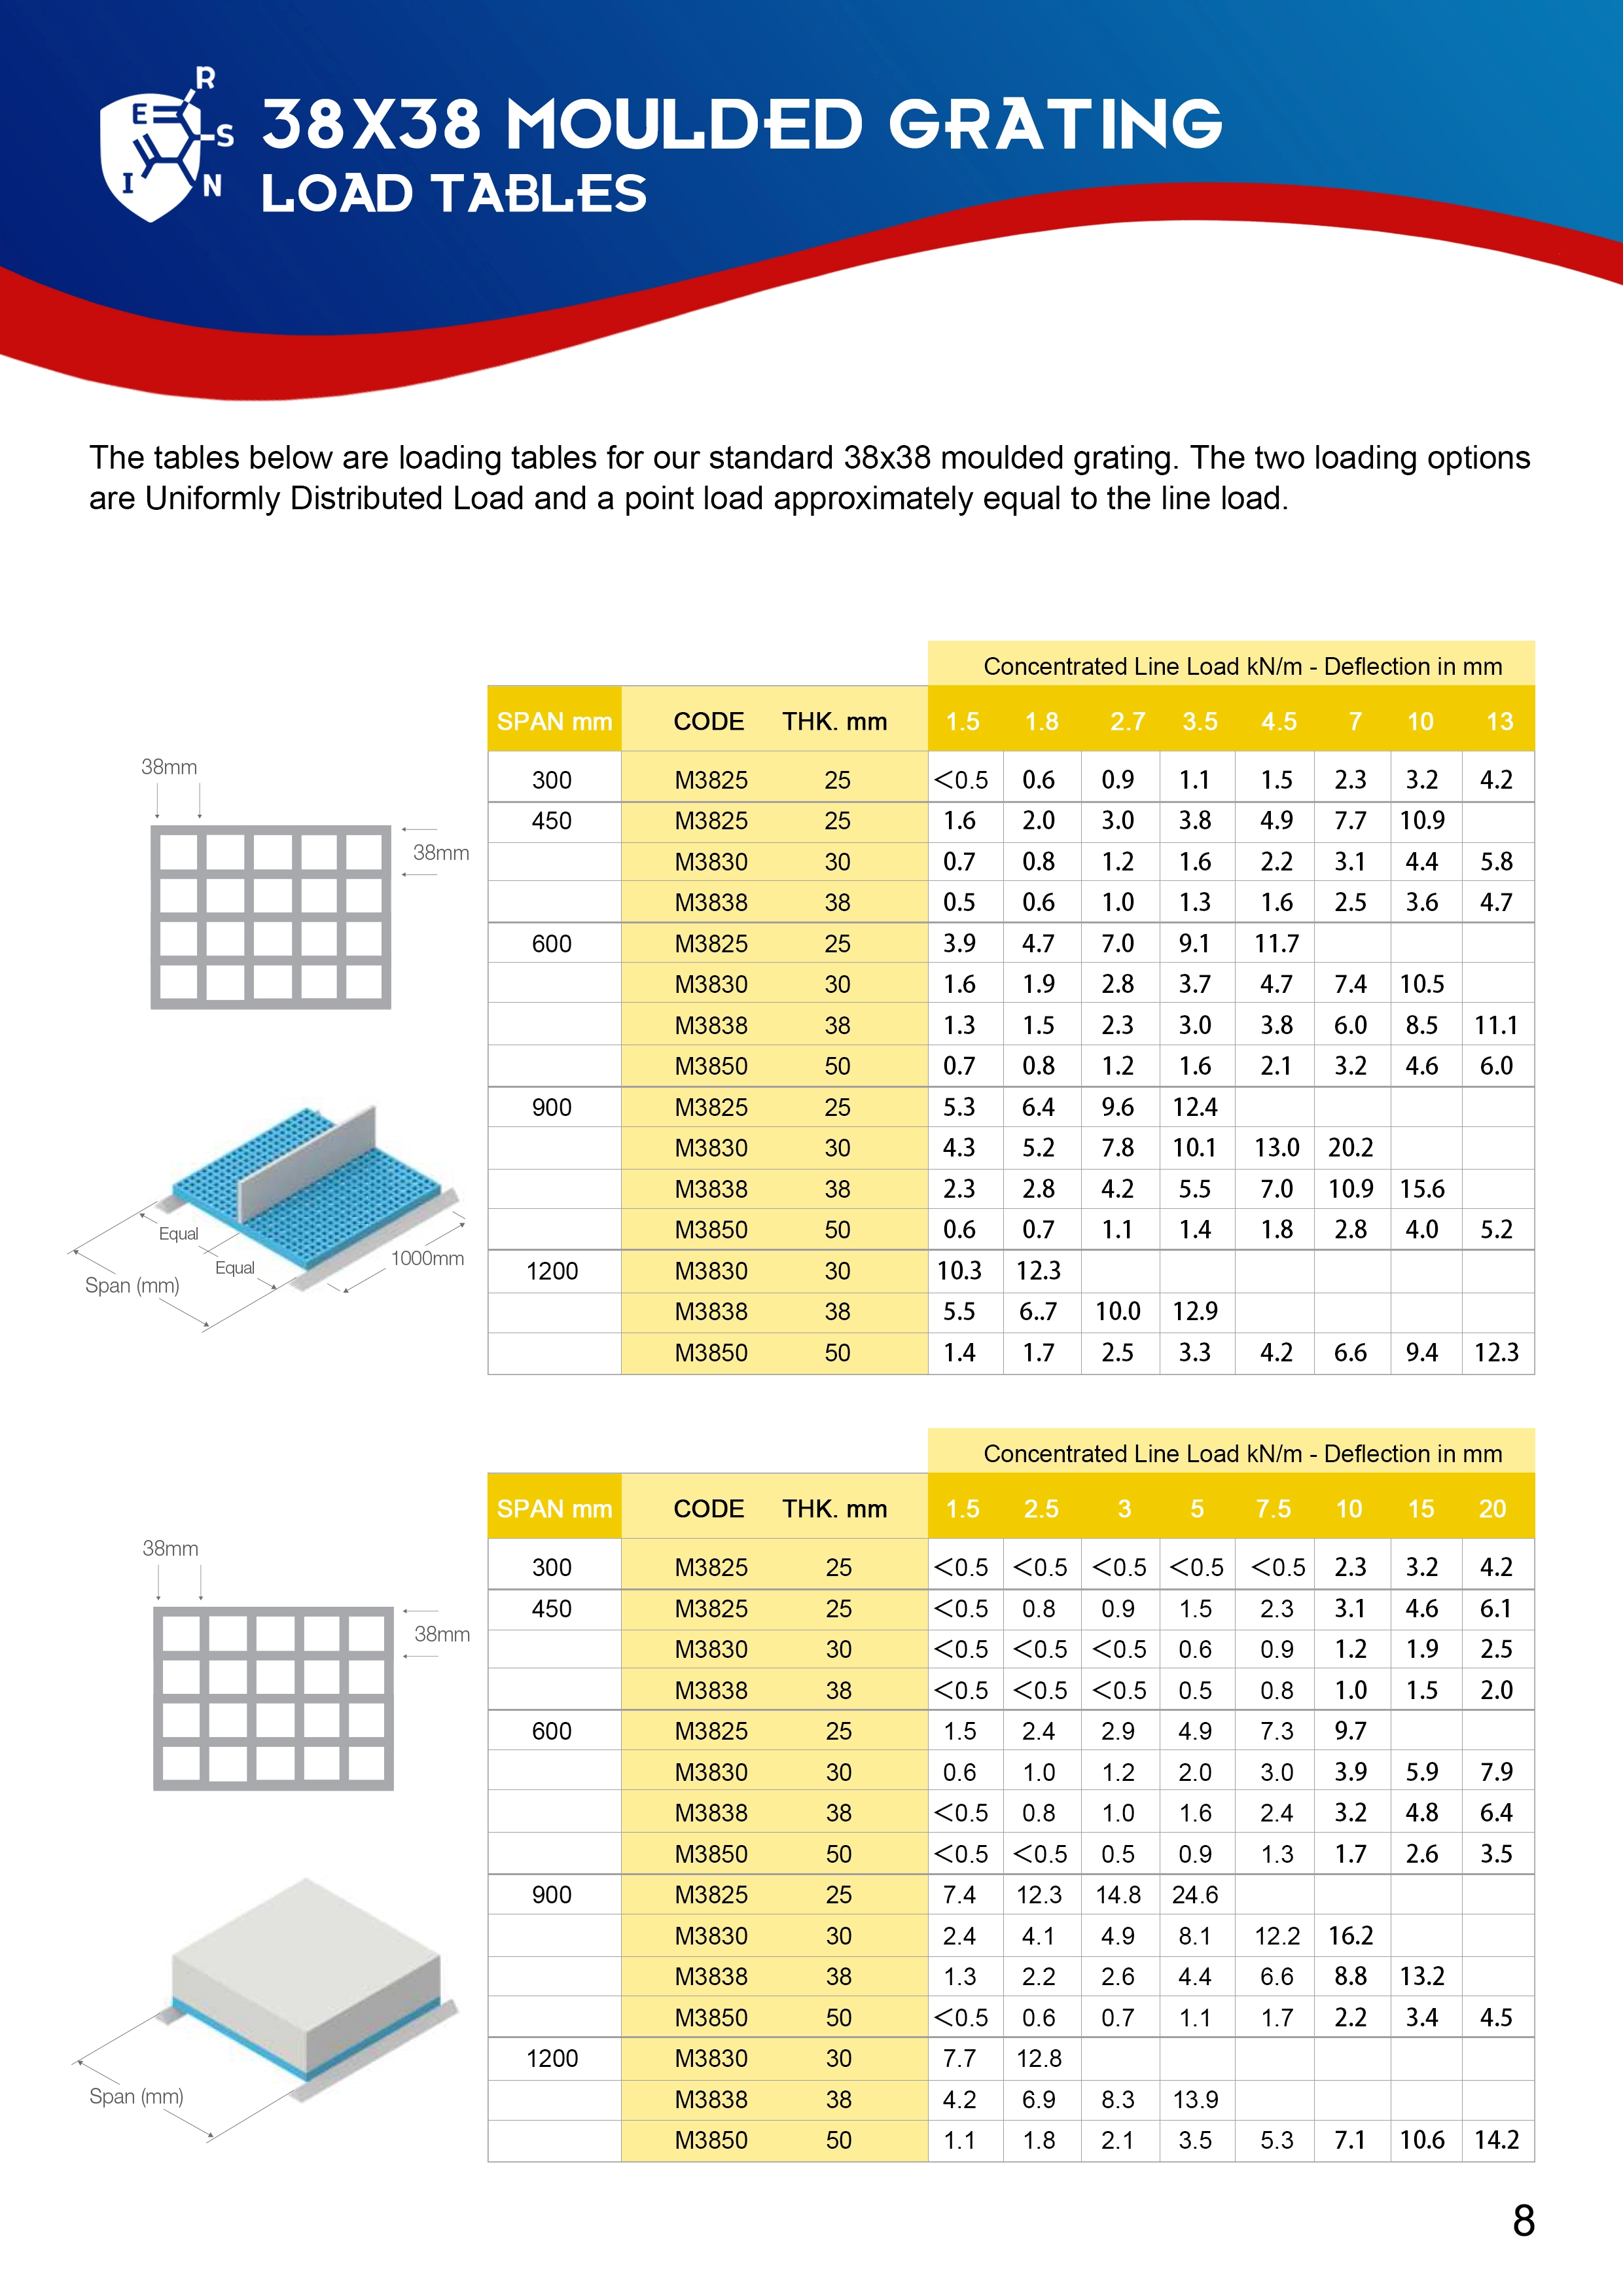 R
E
S
I
N
38X38 MOULDED GRATING
LOAD TABLES
The tables below are loading tables for our standard 38x38 moulded grating. The two loading options
are Uniformly Distributed Load and a point load approximately equal to the line load.
Concentrated Line Load kN/m - Deflection in mm
SPAN mm CODE THK. mm 1.5 1.8 2.7 3.5 4.5 7 10 13
300 M3825 25 <0.5 0.6 0.9 1.1 1.5 2.3 3.2 4.2
450 M3825 25 1.6 2.0 3.0 3.8 4.9 7.7 10.9
M3830 30 0.7 0.8 1.2 1.6 2.2 3.1 4.4 5.8
M3838 38 0.5 0.6 1.0 1.3 1.6 2.5 3.6 4.7
600 M3825 25 3.9 4.7 7.0 9.1 11.7
M3830 30 1.6 1.9 2.8 3.7 4.7 7.4 10.5
M3838 38 1.3 1.5 2.3 3.0 3.8 6.0 8.5 11.1
M3850 50 0.7 0.8 1.2 1.6 2.1 3.2 4.6 6.0
900 M3825 25 5.3 6.4 9.6 12.4
M3830 30 4.3 5.2 7.8 10.1 13.0 20.2
M3838 38 2.3 2.8 4.2 5.5 7.0 10.9 15.6
M3850 50 0.6 0.7 1.1 1.4 1.8 2.8 4.0 5.2
1200 M3830 30 10.3 12.3
M3838 38 5.5 6..7 10.0 12.9
M3850 50 1.4 1.7 2.5 3.3 4.2 6.6 9.4 12.3
38mm
38mm
Equal
Equal
1000mm
Span (mm)
Concentrated Line Load kN/m - Deflection in mm
SPAN mm CODE THK. mm 1.5 2.5 3 5 7.5 10 15 20
300 M3825 25 <0.5 <0.5 <0.5 <0.5 <0.5 2.3 3.2 4.2
450 M3825 25 <0.5 0.8 0.9 1.5 2.3 3.1 4.6 6.1
M3830 30 <0.5 <0.5 <0.5 0.6 0.9 1.2 1.9 2.5
M3838 38 <0.5 <0.5 <0.5 0.5 0.8 1.0 1.5 2.0
600 M3825 25 1.5 2.4 2.9 4.9 7.3 9.7
M3830 30 0.6 1.0 1.2 2.0 3.0 3.9 5.9 7.9
M3838 38 <0.5 0.8 1.0 1.6 2.4 3.2 4.8 6.4
M3850 50 <0.5 <0.5 0.5 0.9 1.3 1.7 2.6 3.5
900 M3825 25 7.4 12.3 14.8 24.6
M3830 30 2.4 4.1 4.9 8.1 12.2 16.2
M3838 38 1.3 2.2 2.6 4.4 6.6 8.8 13.2
M3850 50 <0.5 0.6 0.7 1.1 1.7 2.2 3.4 4.5
1200 M3830 30 7.7 12.8
M3838 38 4.2 6.9 8.3 13.9
M3850 50 1.1 1.8 2.1 3.5 5.3 7.1 10.6 14.2
38mm
38mm
Span (mm)
8